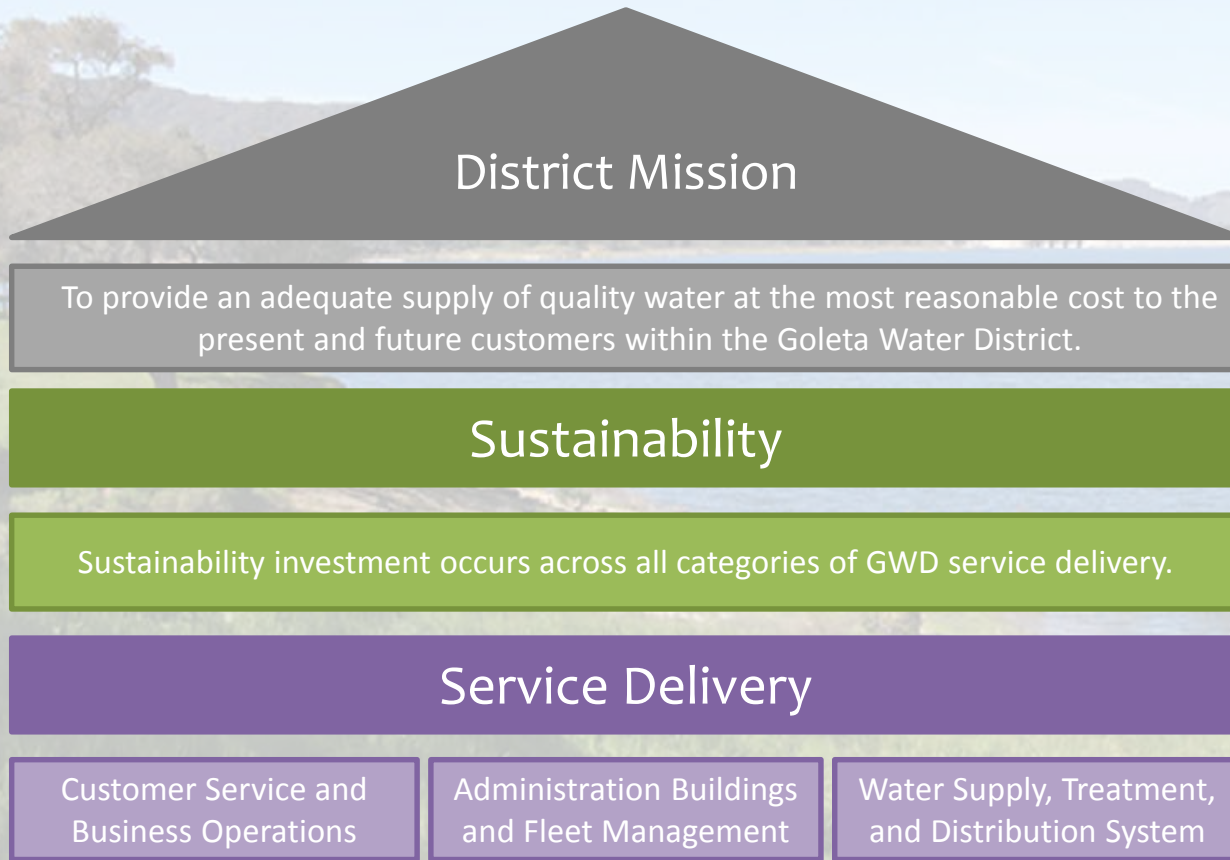 District Mission
To provide an adequate supply of quality water at the most reasonable cost to the
present and future customers within the Goleta Water District.
Sustainability
Sustainability investment occurs across all categories of GWD service delivery.
Service Delivery
Customer Service and
Business Operations
Administration Buildings
and Fleet Management
Water Supply, Treatment,
and Distribution System